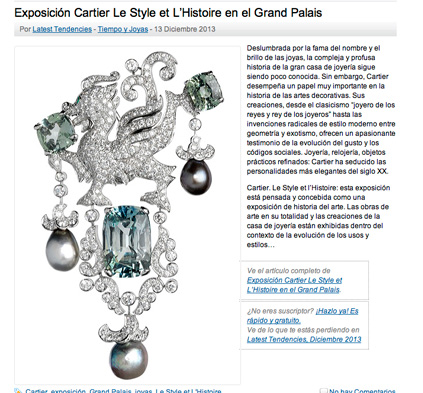 Exposición Cartier Le Style et L'Histoire en el Grand Palais
Por Latest Tendencies - Tiempo y Joyas - 13 Diciembre 2013
Deslumbrada por la fama del nombre y el
brillo de las joyas, la compleja y profusa
historia de la gran casa de joyería sigue
siendo poco conocida. Sin embargo, Cartier
desempeña un papel muy importante en la
historia de las artes decorativas. Sus
creaciones, desde el clasicismo "joyero de los
reyes y rey de los joyeros" hasta las
invenciones radicales de estilo moderno entre
geometría y exotismo, ofrecen un apasionante
testimonio de la evolución del gusto y los
códigos sociales. Joyería, relojería, objetos
prácticos refinados: Cartier ha seducido las
personalidades más elegantes del siglo XX.
Cartier. Le Style et l'Histoire: esta exposición
está pensada y concebida como una
exposición de historia del arte. Las obras de
arte en su totalidad y las creaciones de la
casa de joyería están exhibidas dentro del
contexto de la evolución de los usos y
estilos…
Ve el artículo completo de
Exposición Cartier Le Style et
L'Histoire en el Grand Palais.
¿No eres suscriptor? ¡Hazlo ya! Es
rápido y gratuito.
Ve de lo que te estás perdiendo en
Latest Tendencies, Diciembre 2013
Cartier, exposición, Grand Palais, joyas, Le Style et L'Histoire
No hay Comentarios